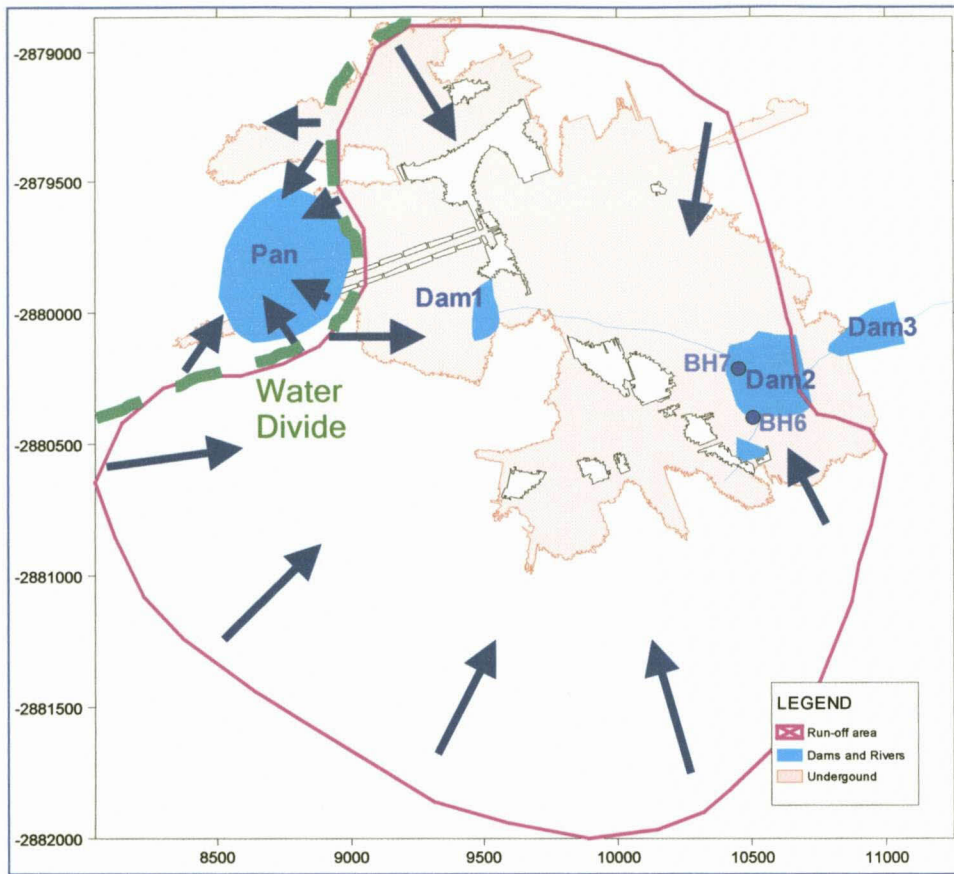 -2879000
-2879500
Pan
Dam1
-2880000
Dam3
BH7
Dam2
Water
Divide
BH6
-2880500
-2881000
-2881500
LEGEND
Run-off area
Dams and Rivers
Undergound
-2882000
8500 9000 9500 10000 10500 11000